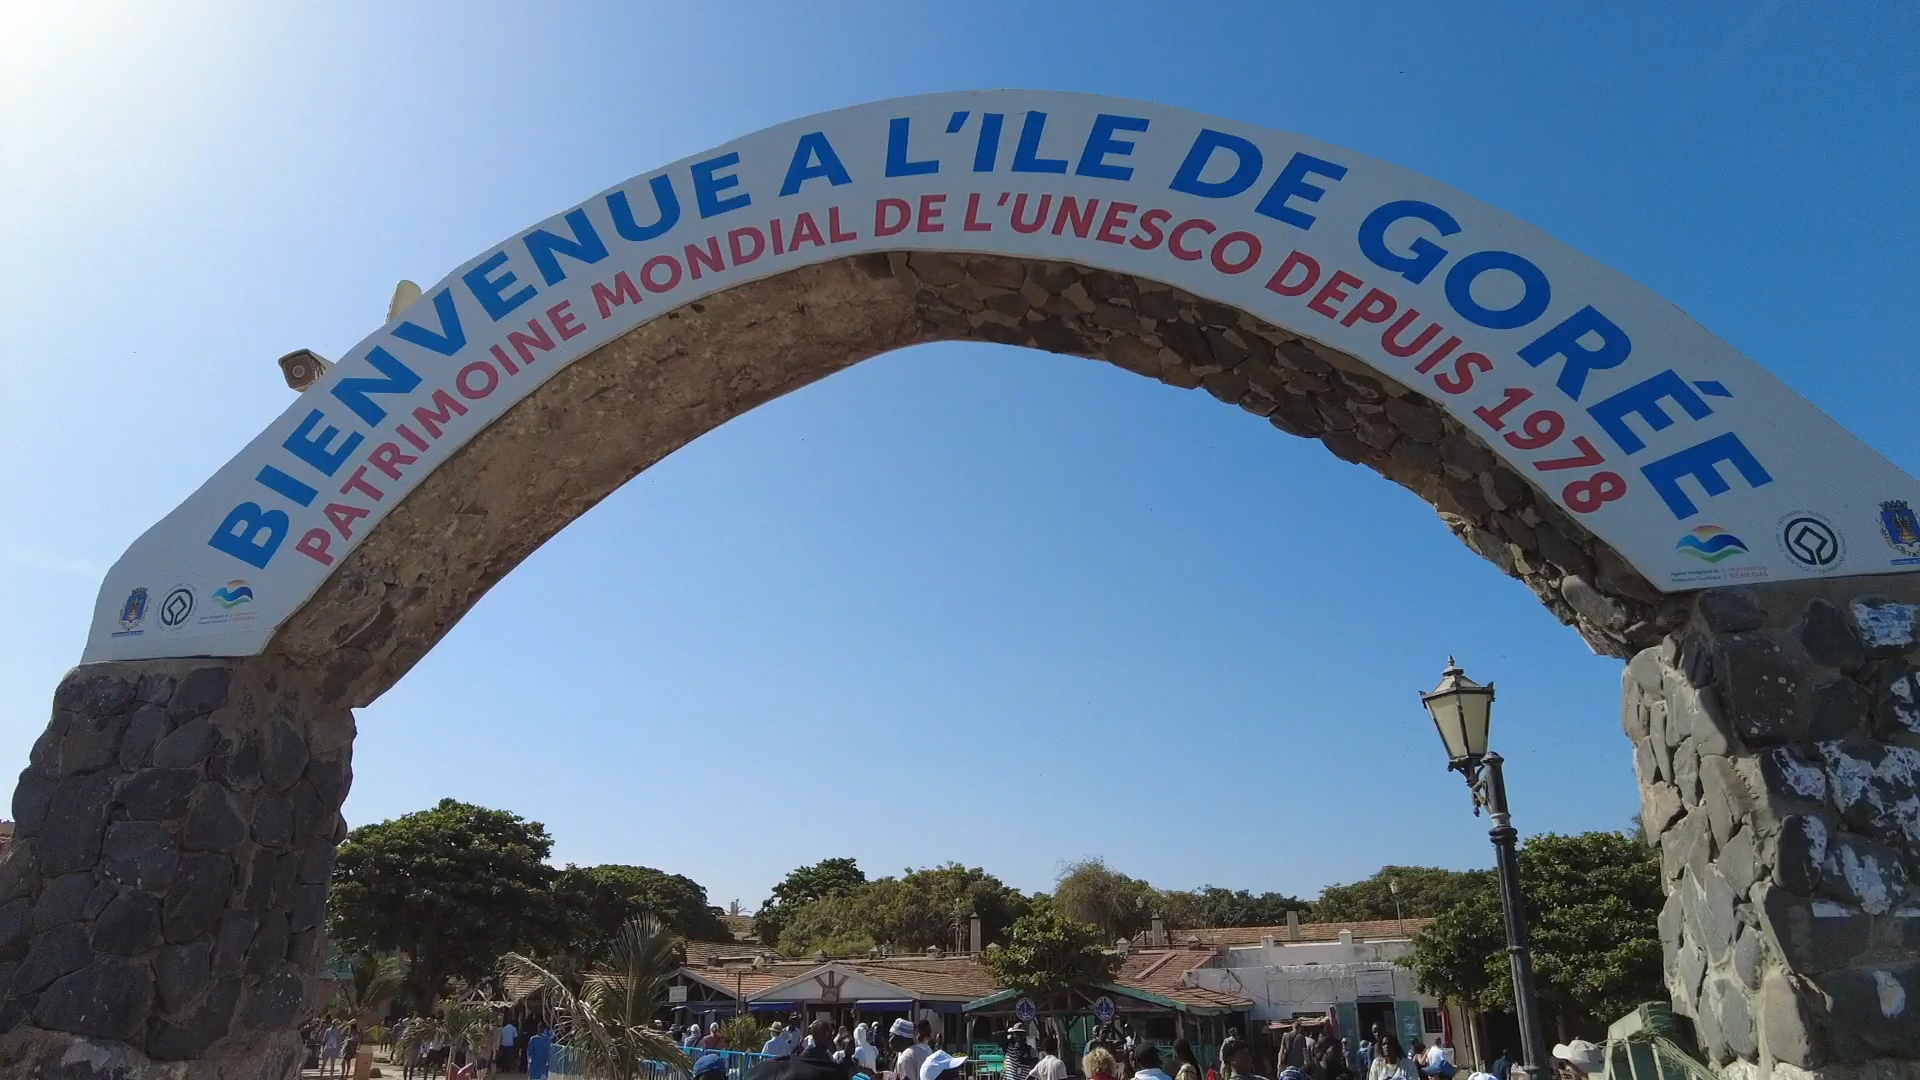 BIENVENUE A L'ILE DE GORÉE
PATRIMOINE MONDIAL DE L'UNESCO DEPUIS 1978